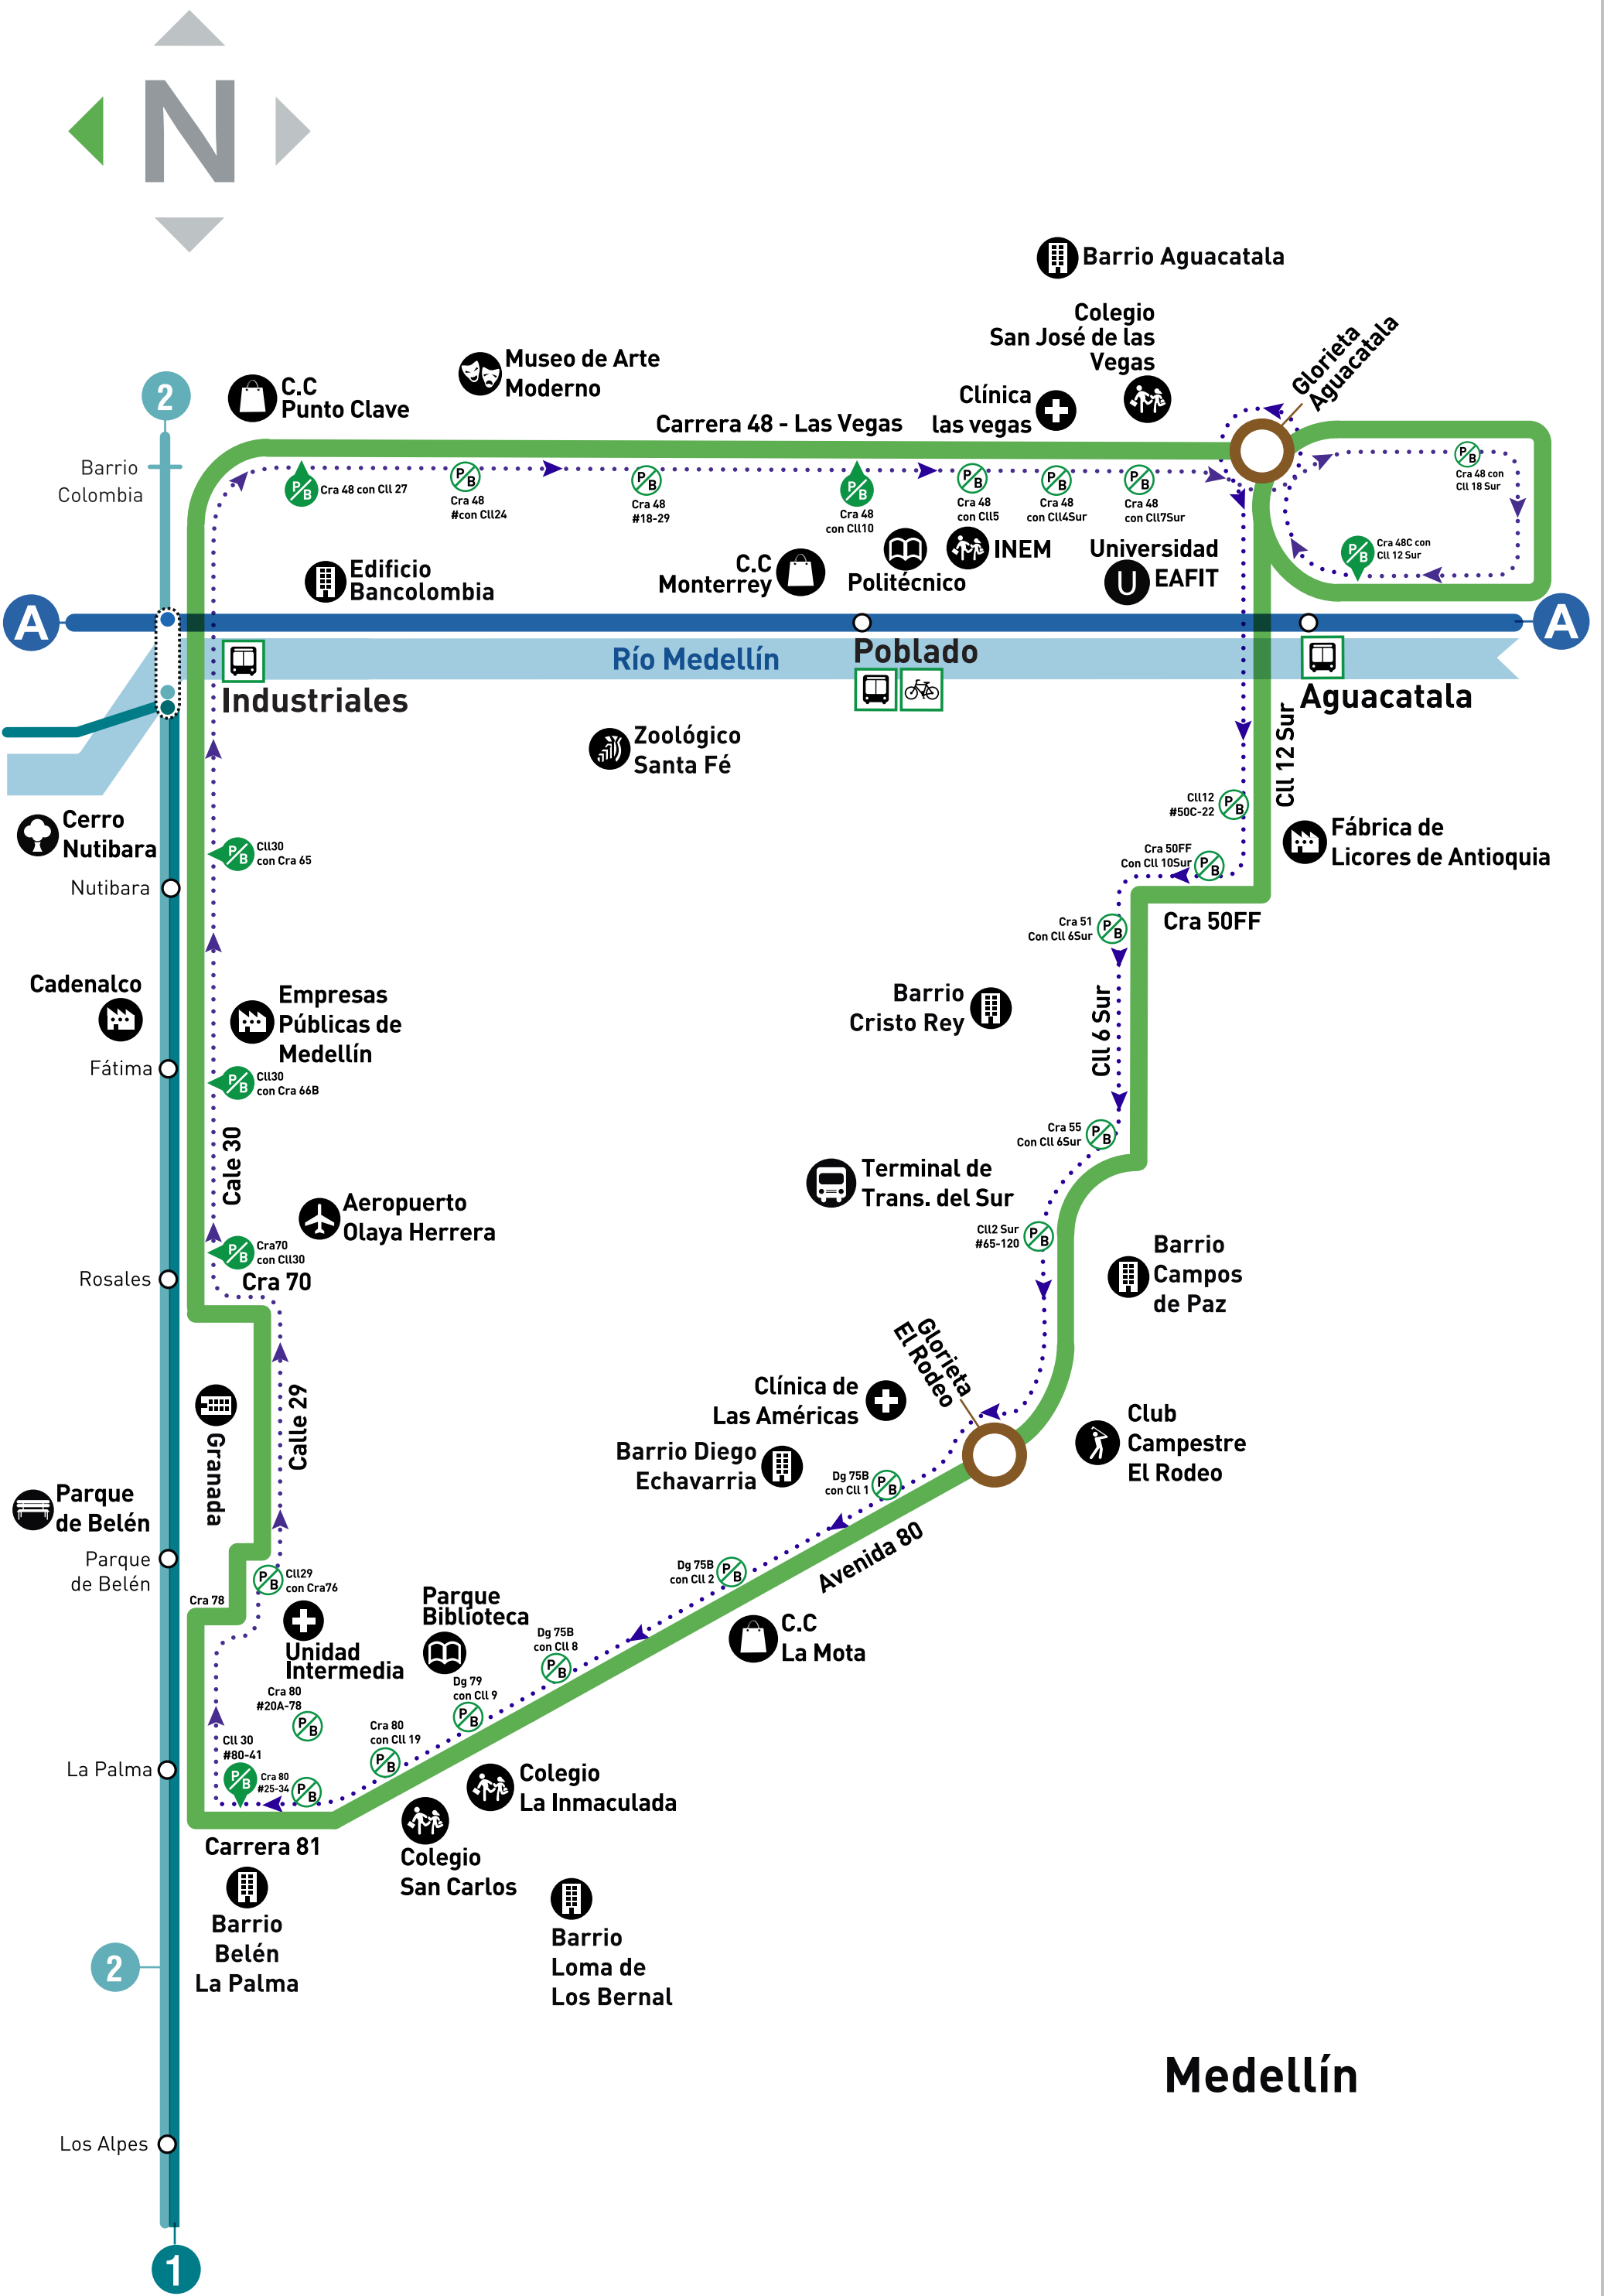 N
Barrio Aguacatala
Colegio
San José de las
Vegas
Glorieta
Aguacatala
Museo de Arte
Moderno
C.C
Punto Clave
Clínica
las vegas
2
Carrera 48 - Las Vegas
Barrio
Colombia
P/B
Cra 48 con Cll 27
P/B
Cra 48
#con Cll24
P/B
Cra 48
#18-29
P/B
Cra 48
con Cll10
P/B
Cra 48
con Cll5
P/B
Cra 48
con Cll4Sur
P/B
Cra 48
con Cll7Sur
P/B
Cra 48 con
Cll 18 Sur
P/B
Cra 48C con
Cll 12 Sur
Edificio
Bancolombia
C.C
Monterrey
Politécnico
INEM
Universidad
EAFIT
U
A
A
Río Medellín
Industriales
Poblado
Aguacatala
Zoológico
Santa Fé
Cll 12 Sur
Cll12
#50C-22
P/B
Cerro
Nutibara
Cll30
con Cra 65
P/B
Cra 50FF
Con Cll 10Sur
P/B
Fábrica de
Licores de Antioquia
Nutibara
Cra 51
Con Cll 6Sur
P/B
Cra 50FF
Cadenalco
Empresas
Públicas de
Medellín
Barrio
Cristo Rey
Cll 6 Sur
Fátima
P/B
Cll30
con Cra 66B
Cra 55
Con Cll 6Sur
P/B
Cale 30
Terminal de
Trans. del Sur
Aeropuerto
Olaya Herrera
P/B
Cra70
con Cll30
Cll2 Sur
#65-120
P/B
Barrio
Campos
de Paz
Rosales
Cra 70
Glorieta
El Rodeo
Clínica de
Las Américas
Granada
Calle 29
Barrio Diego
Echavarría
Club
Campestre
El Rodeo
Dg 75B
con Cll 1
P/B
Parque
de Belén
Parque
de Belén
Avenida 80
Dg 75B
con Cll 2
P/B
P/B
Cll29
con Cra76
Cra 78
Parque
Biblioteca
C.C
La Mota
Unidad
Intermedia
Dg 75B
con Cll 8
P/B
Dg 79
con Cll 9
P/B
Cra 80
#20A-78
P/B
Cra 80
con Cll 19
P/B
Cll 30
#80-41
P/B
Cra 80
#25-34
P/B
La Palma
Colegio
La Inmaculada
Carrera 81
Colegio
San Carlos
Barrio
Belén
La Palma
Barrio
Loma de
Los Bernal
2
Medellín
Los Alpes
1